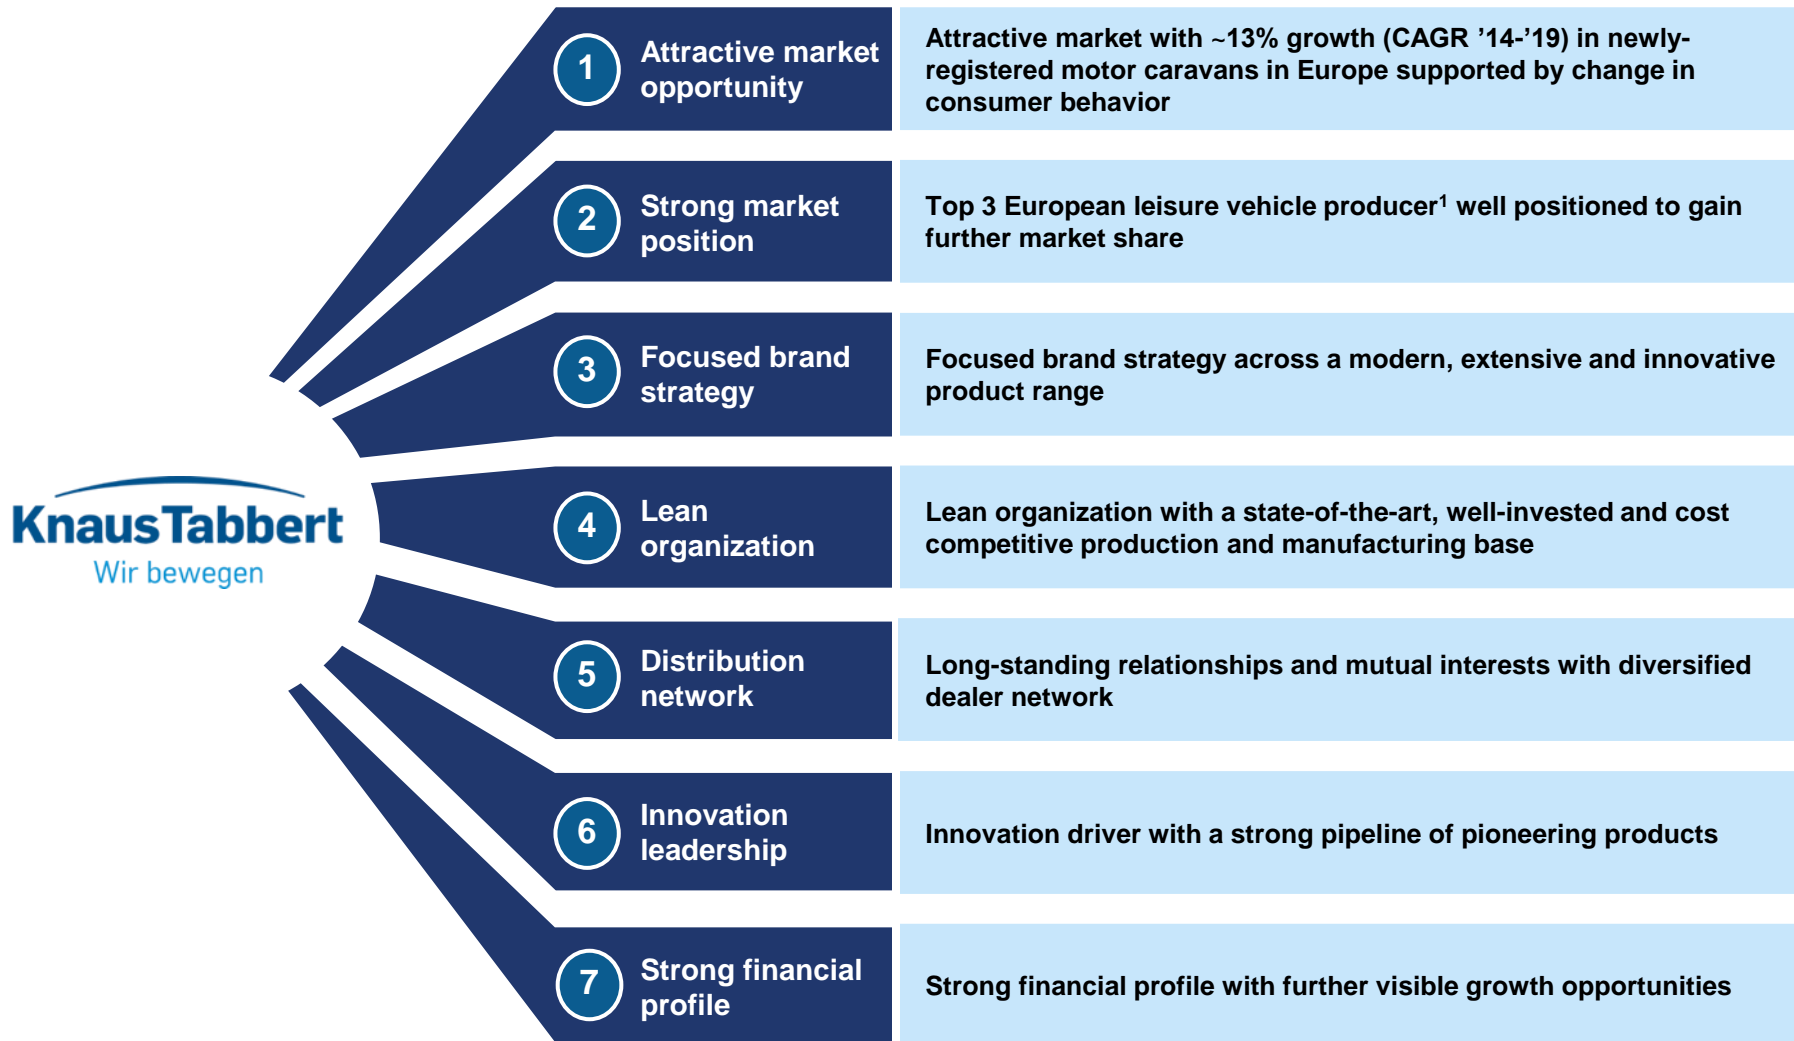 1
Attractive market
opportunity
Attractive market with ~13% growth (CAGR ’14-’19) in newly-
registered motor caravans in Europe supported by change in
consumer behavior
2
Strong market
position
Top 3 European leisure vehicle producer¹ well positioned to gain
further market share
3
Focused brand
strategy
Focused brand strategy across a modern, extensive and innovative
product range
KnausTabbert
Wir bewegen
4
Lean
organization
Lean organization with a state-of-the-art, well-invested and cost
competitive production and manufacturing base
5
Distribution
network
Long-standing relationships and mutual interests with diversified
dealer network
6
Innovation
leadership
Innovation driver with a strong pipeline of pioneering products
7
Strong financial
profile
Strong financial profile with further visible growth opportunities